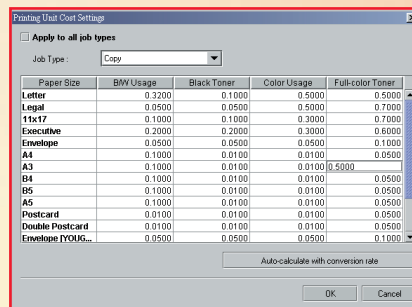 Printing Unit Cost Settings
Apply to all job types
Job Type : Copy
Paper Size B/W Usage Black Toner Color Usage Full-color Toner
Letter 0.3200 0.1000 0.5000 0.5000
Legal 0.0500 0.0500 0.5000 0.7000
11x17 0.1000 0.1000 0.3000 0.7000
Executive 0.2000 0.2000 0.3000 0.6000
Envelope 0.0500 0.0500 0.0500 0.1000
A4 0.1000 0.0100 0.0100 0.0500
A3 0.1000 0.0100 0.0100 0.5000
B4 0.1000 0.0100 0.0100 0.0500
B5 0.1000 0.0100 0.0100 0.0500
A5 0.1000 0.0100 0.0100 0.0500
Postcard 0.0100 0.0100 0.0100 0.0500
Double Postcard 0.0100 0.0100 0.0100 0.0500
Envelope [YOUG... 0.0500 0.0500 0.0500 0.1000
Auto-calculate with conversion rate
OK Cancel